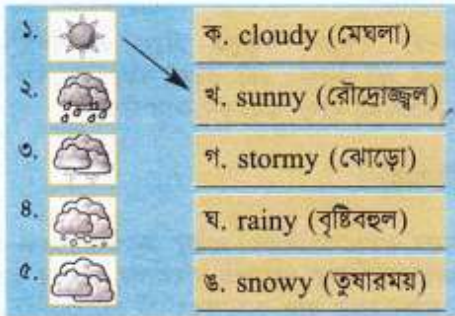 ১. ক. cloudy (মেঘলা)
২. খ. sunny (রৌদ্রোজ্জ্বল)
৩. গ. stormy (ঝোড়ো)
৪. ঘ. rainy (বৃষ্টিবহুল)
৫. ঙ. snowy (তুষারময়)